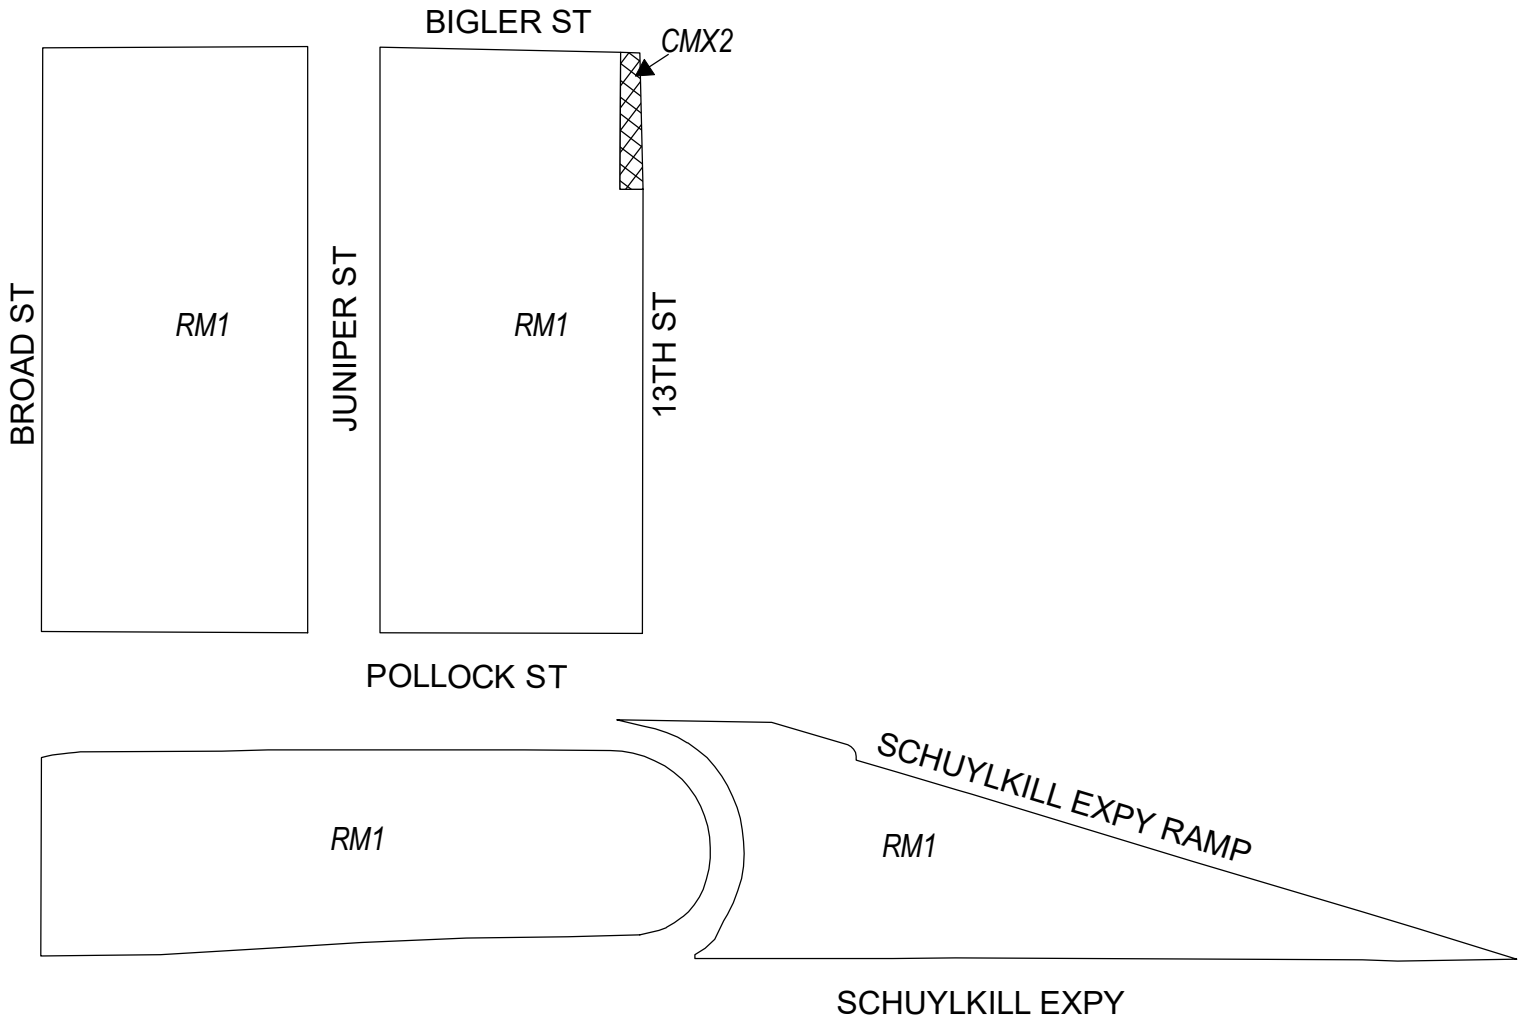 BIGLER ST
CMX2
BROAD ST
RM1
JUNIPER ST
RM1
13TH ST
POLLOCK ST
SCHUYLKILL EXPY RAMP
RM1
RM1
SCHUYLKILL EXPY